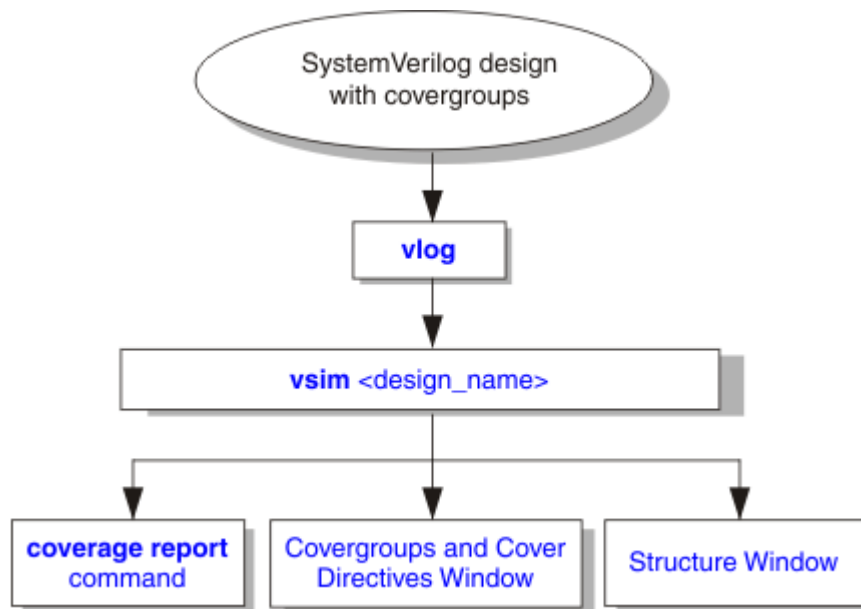 SystemVerilog design
with covergroups
vlog
vsim <design_name>
coverage report
command
Covergroups and Cover
Directives Window
Structure Window